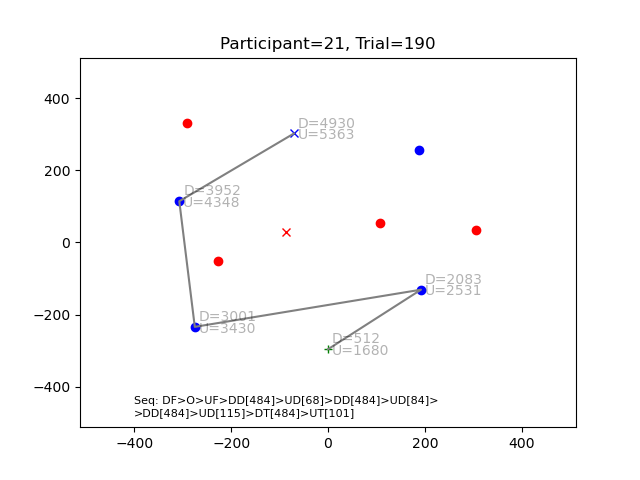 Participant=21, Trial=190
400
200
0
−200
−400
D=4930
U=5363
D=3952
U=4348
D=2083
U=2531
D=3001
U=3430
D=512
U=1680
Seq: DF>O>UF>DD[484]>UD[68]>DD[484]>UD[84]>
>DD[484]>UD[115]>DT[484]>UT[101]
−400
−200
0
200
400